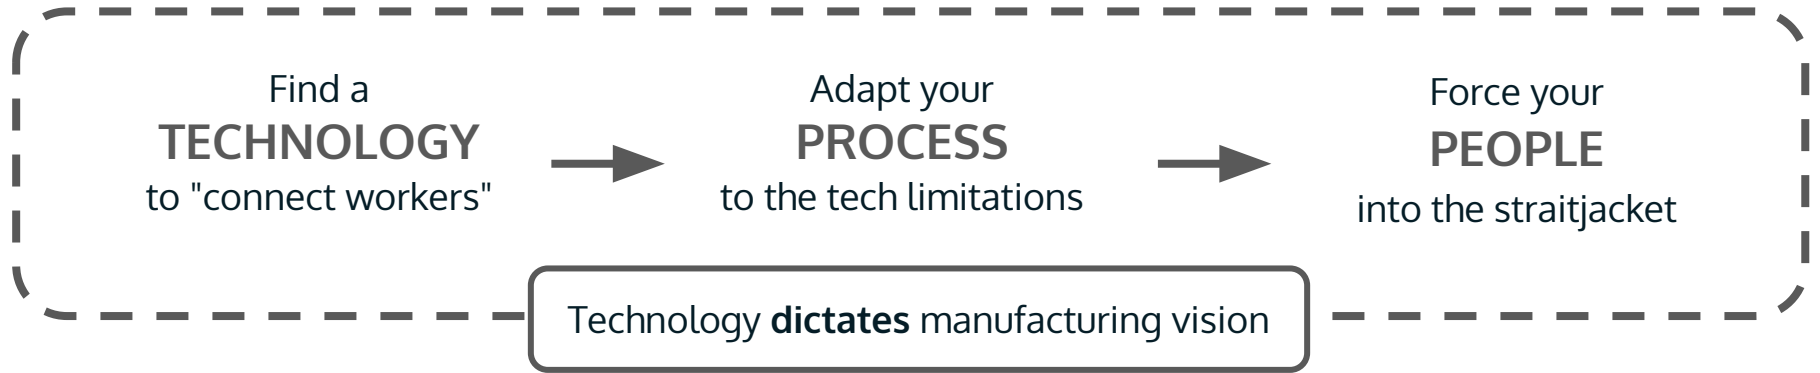 Find a
TECHNOLOGY
to "connect workers"
Adapt your
PROCESS
to the tech limitations
Force your
PEOPLE
into the straitjacket
Technology dictates manufacturing vision